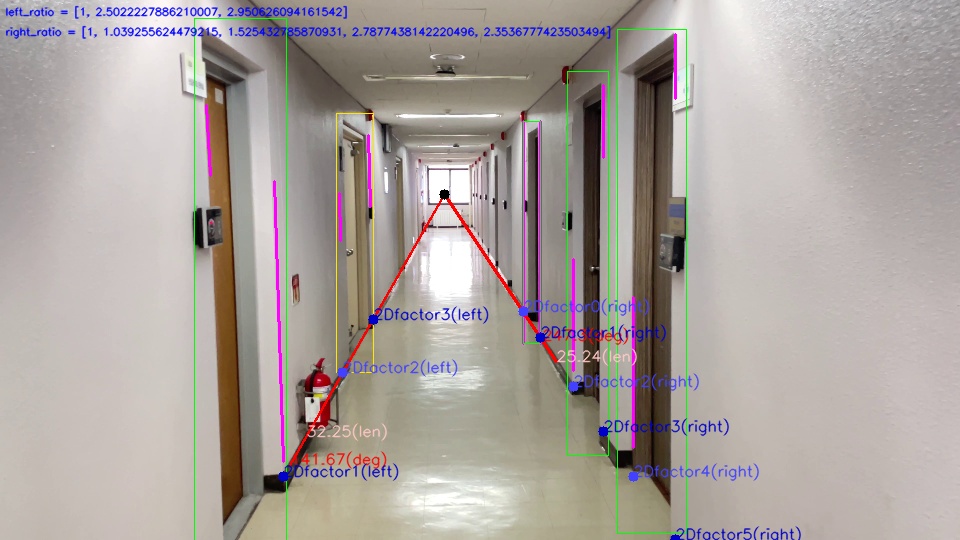 left_ratio = [1, 2.5022227886210007, 2.950626094161542]
right_ratio = [1, 1.039255624479215, 1.525432785870931, 2.7877438142220496, 2.3536777423503494]
2Dfactor0(right)
2Dfactor3(left)
2Dfactor1(right)
25.24(len)
2Dfactor2(left)
2Dfactor2(right)
2Dfactor3(right)
32.25(len)
41.67(deg)
2Dfactor1(left)
2Dfactor4(right)
2Dfactor5(right)